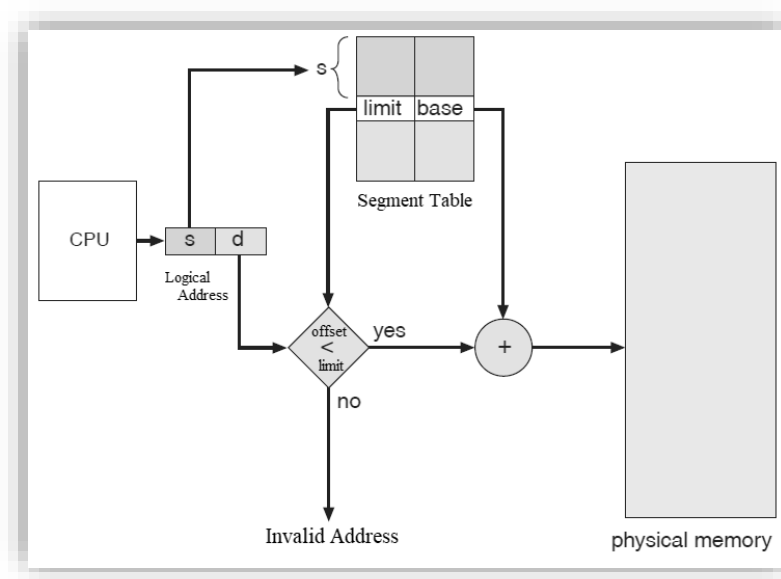 s
limit base
Segment Table
CPU
s d
Logical
Address
offset
<
limit
yes
+
no
Invalid Address
physical memory